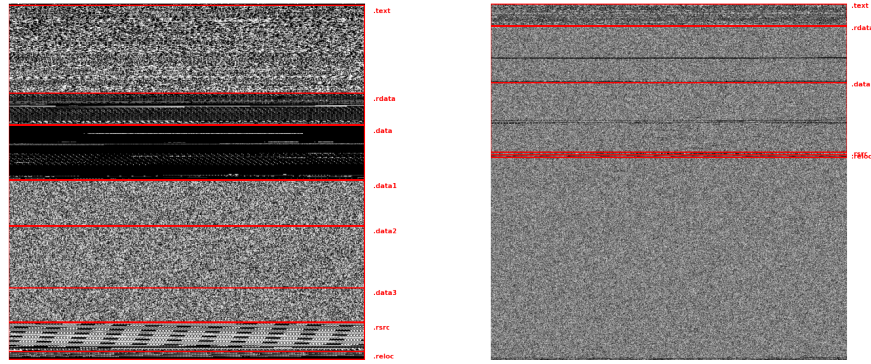 .text
.rdata
.data
.data1
.data2
.data3
.rsrc
.reloc
.text
.rdata
.data
.rsrc
.reloc